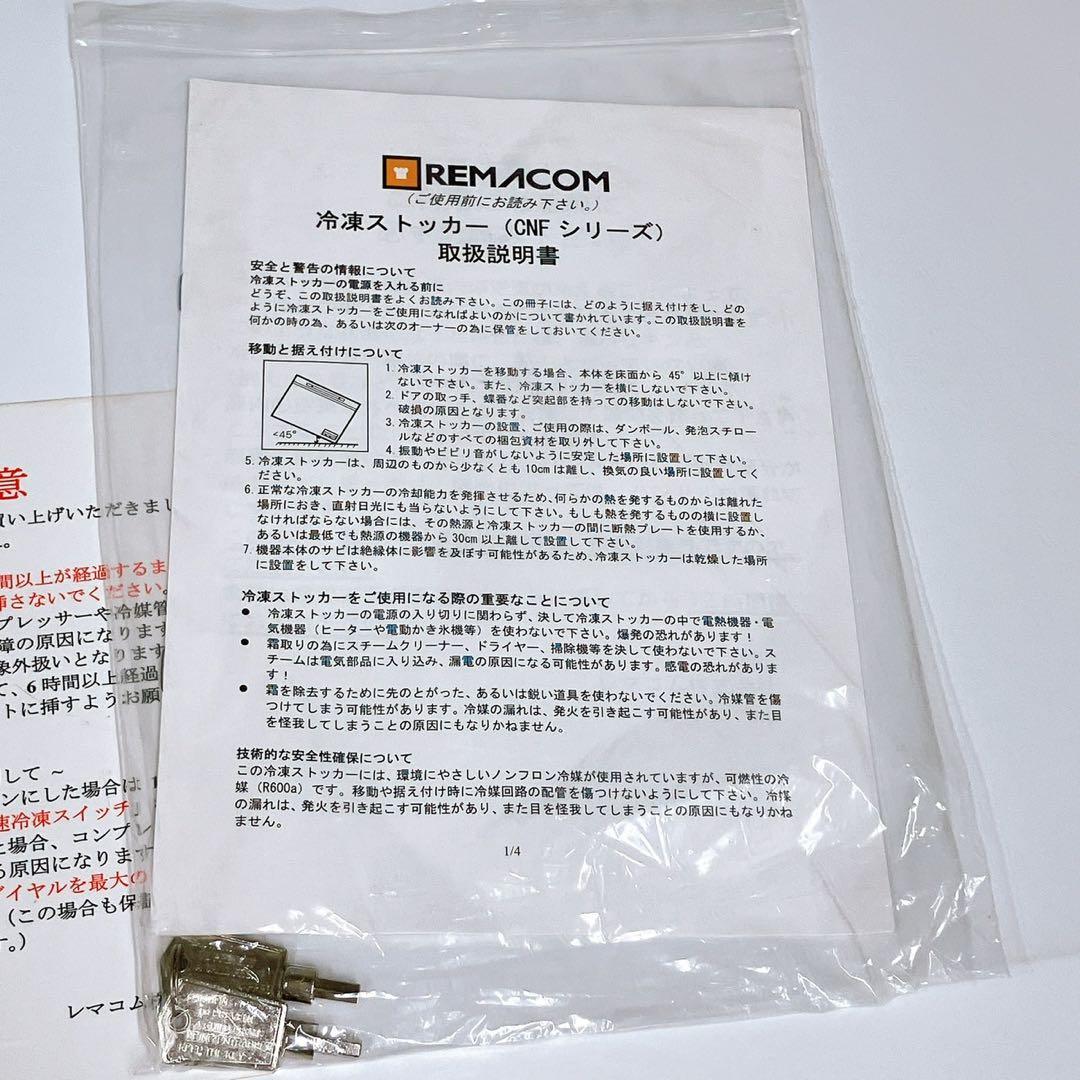 REMACOM
(ご使用前にお読み下さい。)
冷凍ストッカー（CNF シリーズ）
取扱説明書
安全と警告の情報について
冷凍ストッカーの電源を入れる前に
どうぞ、この取扱説明書をよくお読み下さい。この冊子には、どのように据え付けをし、どの
ように冷凍ストッカーをご使用になればよいのかについて書かれています。この取扱説明書を
何かの時の為、あるいは次のオーナーの為に保管をしておいてください。
移動と据え付けについて
<45°
1. 冷凍ストッカーを移動する場合、本体を床面から 45° 以上に傾け
ないで下さい。また、冷凍ストッカーを横にしないで下さい。
2. ドアの取っ手、蝶番など突起部を持っての移動はしないで下さい。
破損の原因となります。
3. 冷凍ストッカーの設置、ご使用の際は、ダンボール、発泡スチロー
ルなどのすべての梱包資材を取り外して下さい。
4. 振動やビビリ音がしないように安定した場所に設置して下さい。
5. 冷凍ストッカーは、周辺のものから少なくとも 10cm は離し、換気の良い場所に設置してく
ださい。
6. 正常な冷凍ストッカーの冷却能力を発揮させるため、何らかの熱を発するものからは離れた
場所におき、直射日光にも当らないようにして下さい。もしも熱を発するものの横に設置し
なければならない場合には、その熱源と冷凍ストッカーの間に断熱プレートを使用するか、
あるいは最低でも熱源の機器から 30cm 以上離して設置して下さい。
7. 機器本体のサビは絶縁体に影響を及ぼす可能性があるため、冷凍ストッカーは乾燥した場所
に設置をして下さい。
冷凍ストッカーをご使用になる際の重要なことについて
● 冷凍ストッカーの電源の入り切りに関わらず、決して冷凍ストッカーの中で電熱機器・電
気機器（ヒーターや電動かき氷機等）を使わないで下さい。爆発の恐れがあります！
● 霜取りの為にスチームクリーナー、ドライヤー、掃除機等を決して使わないで下さい。ス
チームは電気部品に入り込み、漏電の原因になる可能性があります。感電の恐れがありま
す！
● 霜を除去するために先のとがった、あるいは鋭い道具を使わないでください。冷媒管を傷
つけてしまう可能性があります。冷媒の漏れは、発火を引き起こす可能性があり、また目
を怪我してしまうことの原因にもなりかねません。
技術的な安全性確保について
この冷凍ストッカーには、環境にやさしいノンフロン冷媒が使用されていますが、可燃性の冷
媒（R600a）です。移動や据え付け時に冷媒回路の配管を傷つけないようにして下さい。冷媒
の漏れは、発火を引き起こす可能性があり、また目を怪我してしまうことの原因にもなりかね
ません。
1/4
意
買い上げいただきまし
間以上が経過するま
挿さないでください。
プレッサーや冷媒管
障の原因になります
象外扱いとなります
て、6 時間以上経過
トに挿すようお願
して ~
ンにした場合は
速冷凍スイッチ
た場合、コンプレ
る原因になります
ダイヤルを最大の
(この場合も保
す。)
レマコム